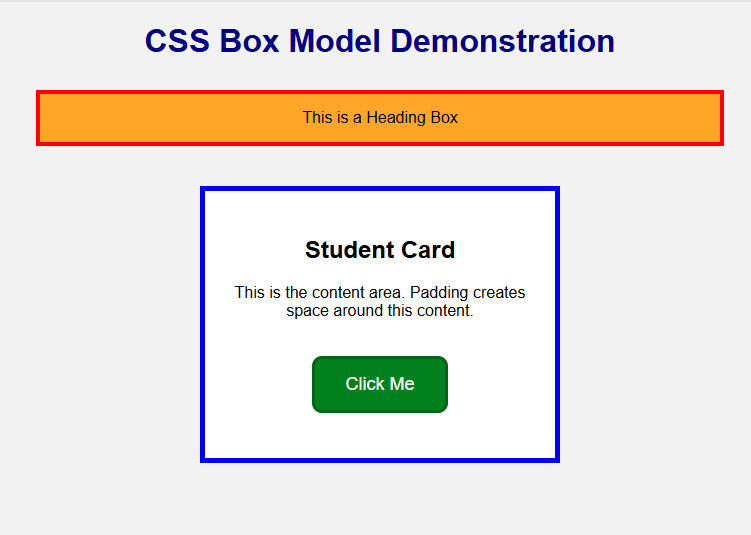 CSS Box Model Demonstration
This is a Heading Box
Student Card
This is the content area. Padding creates
space around this content.
Click Me